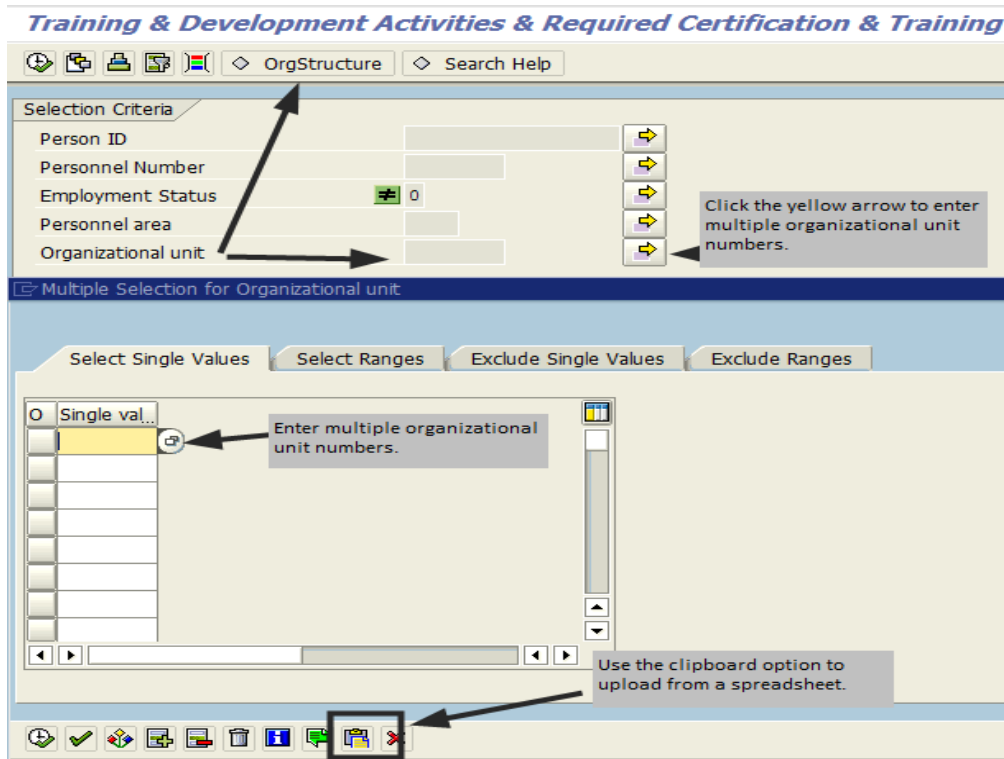 Training & Development Activities & Required Certification & Training
OrgStructure
Search Help
Selection Criteria
Person ID
Personnel Number
Employment Status
0
Personnel area
Organizational unit
Click the yellow arrow to enter
multiple organizational unit
numbers.
Multiple Selection for Organizational unit
Select Single Values
Select Ranges
Exclude Single Values
Exclude Ranges
O
Single val...
Enter multiple organizational
unit numbers.
Use the clipboard option to
upload from a spreadsheet.